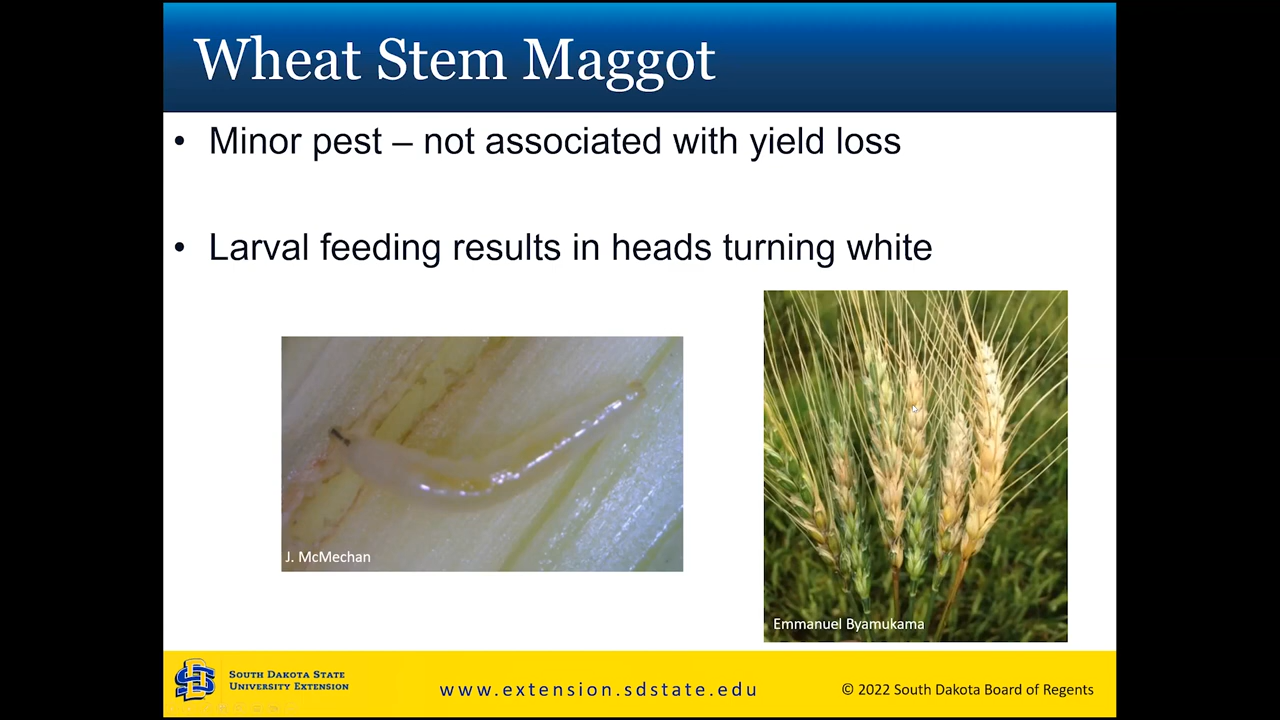 Wheat Stem Maggot
• Minor pest – not associated with yield loss
• Larval feeding results in heads turning white
J. McMechan
Emmanuel Byamukama
SOUTH DAKOTA STATE
UNIVERSITY EXTENSION
www.extension.sdstate.edu
© 2022 South Dakota Board of Regents